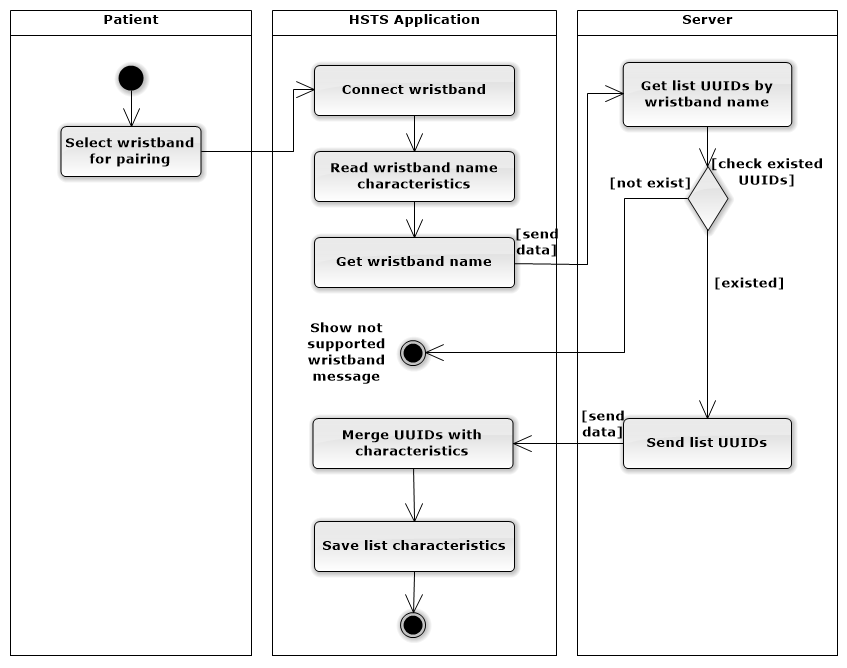 Patient
HSTS Application
Server
Select wristband
for pairing
Connect wristband
Read wristband name
characteristics
Get wristband name
[send
data]
Get list UUIDs by
wristband name
[check existed
UUIDs]
[not exist]
[existed]
Show not
supported
wristband
message
Send list UUIDs
[send
data]
Merge UUIDs with
characteristics
Save list characteristics